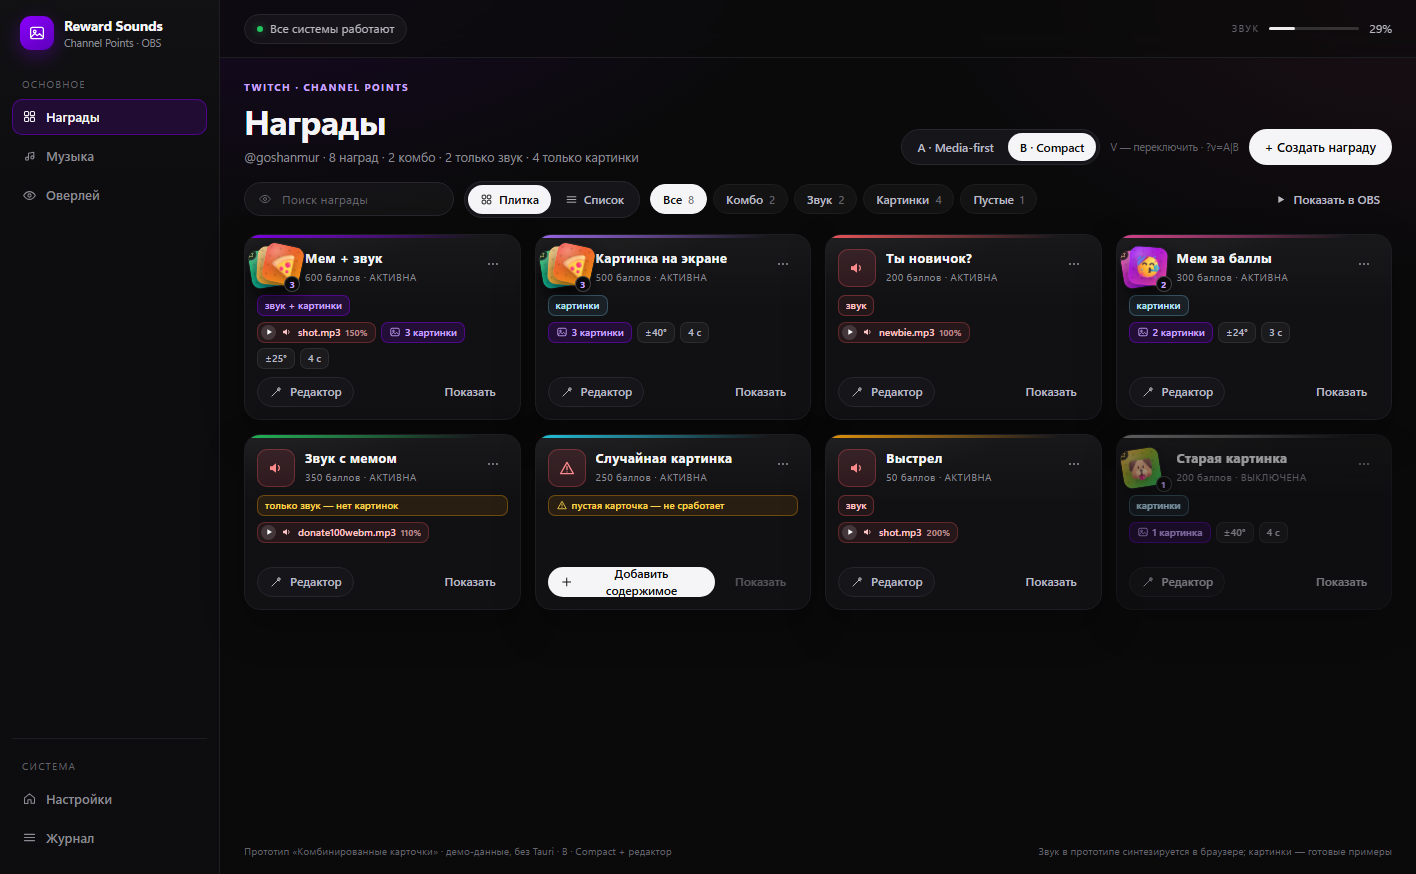 Reward Sounds
Channel Points · OBS
ОСНОВНОЕ
Награды
Музыка
Оверлей
СИСТЕМА
Настройки
Журнал
Все системы работают
ЗВУК 29%
TWITCH · CHANNEL POINTS
Награды
@goshanmur · 8 наград · 2 комбо · 2 только звук · 4 только картинки
A · Media-first B · Compact V — переключить · ?v=A|B + Создать награду
Поиск награды Плитка Список Все 8 Комбо 2 Звук 2 Картинки 4 Пустые 1 Показать в OBS
Мем + звук
600 баллов · АКТИВНА
3
звук + картинки
shot.mp3 150% 3 картинки
±25° 4 с
Редактор Показать
Картинка на экране
500 баллов · АКТИВНА
3
картинки
3 картинки ±40° 4 с
Редактор Показать
Ты новичок?
200 баллов · АКТИВНА
звук
newbie.mp3 100%
Редактор Показать
Мем за баллы
300 баллов · АКТИВНА
2
картинки
2 картинки ±24° 3 с
Редактор Показать
Звук с мемом
350 баллов · АКТИВНА
только звук — нет картинок
donate100webm.mp3 110%
Редактор Показать
Случайная картинка
250 баллов · АКТИВНА
пустая карточка — не сработает
Добавить
содержимое Показать
Выстрел
50 баллов · АКТИВНА
звук
shot.mp3 200%
Редактор Показать
Старая картинка
200 баллов · ВЫКЛЮЧЕНА
1
картинки
1 картинка ±40° 4 с
Редактор Показать
Прототип «Комбинированные карточки» · демо-данные, без Tauri · B · Compact + редактор
Звук в прототипе синтезируется в браузере; картинки — готовые примеры